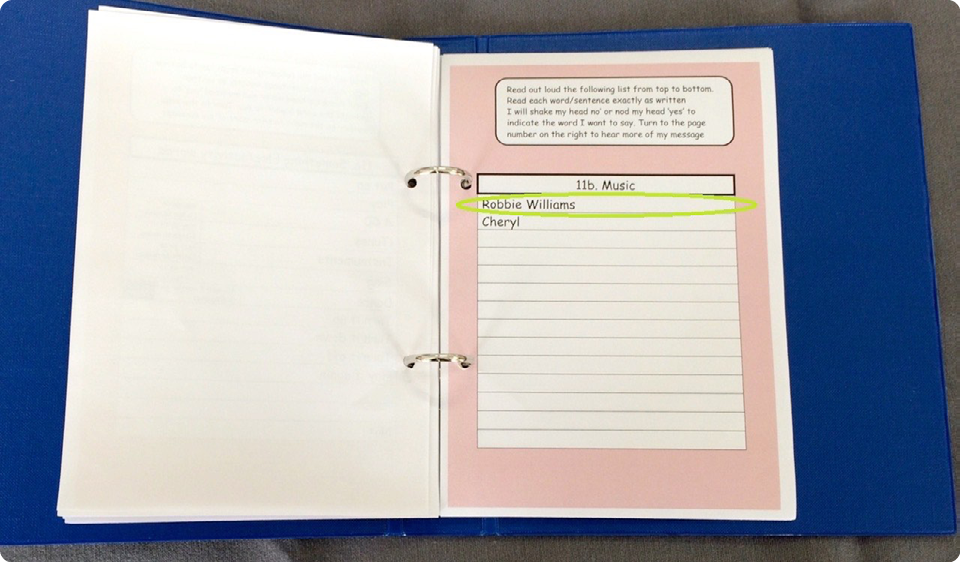 Read out loud the following list from top to bottom.
Read each word/sentence exactly as written
I will shake my head no' or nod my head 'yes' to
indicate the word I want to say. Turn to the page
number on the right to hear more of my message
11b. Music
Robbie Williams
Cheryl